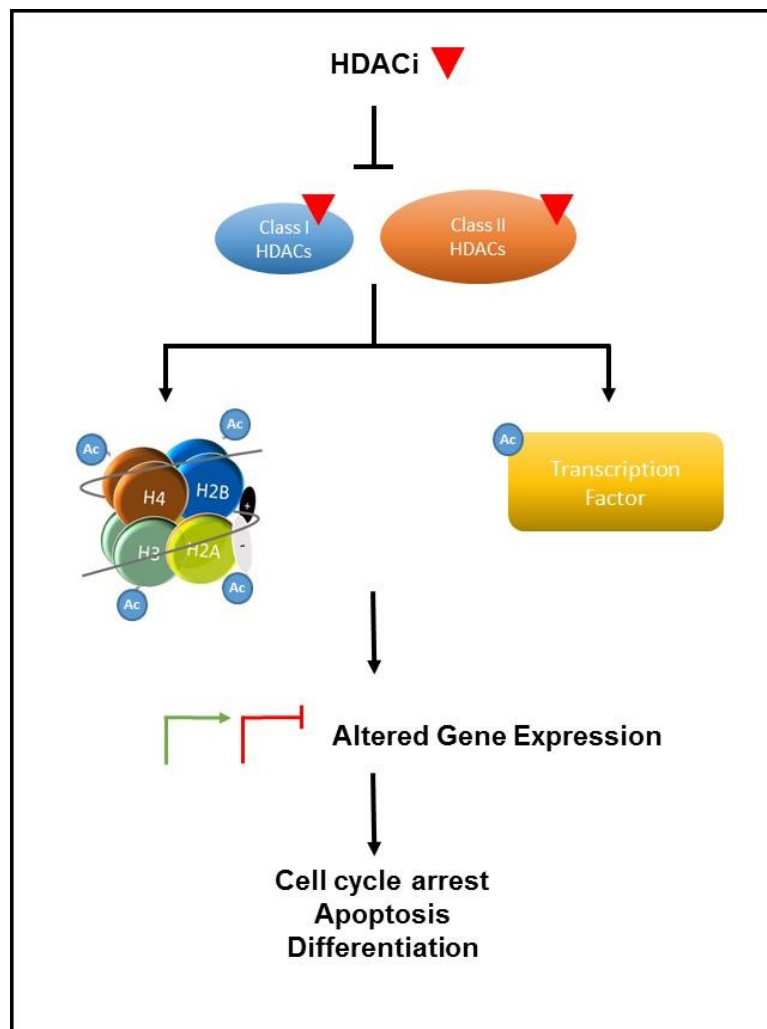 HDACi
Class I
HDACs
Class II
HDACs
Ac
Ac
H4
H2B
+
H3
H2A
-
Ac
Ac
Ac
Transcription
Factor
Altered Gene Expression
Cell cycle arrest
Apoptosis
Differentiation